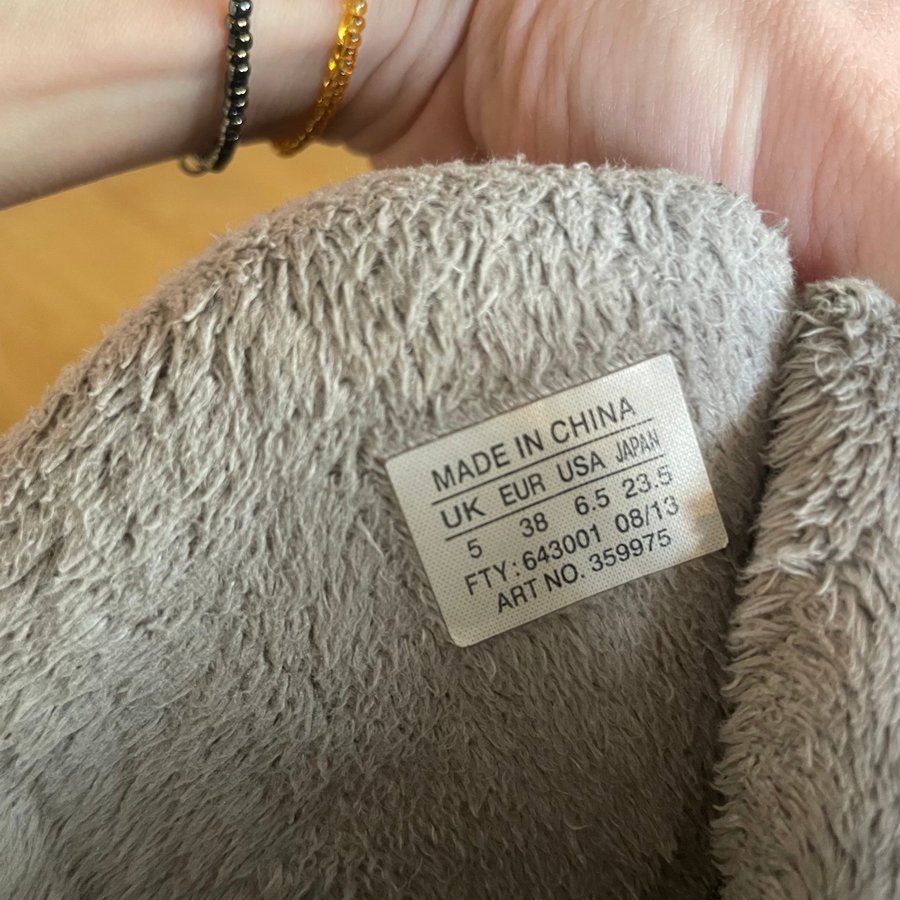 MADE IN CHINA
UK EUR USA JAPAN
5 38 6.5 23.5
FTY: 643001 08/13
ART NO. 359975